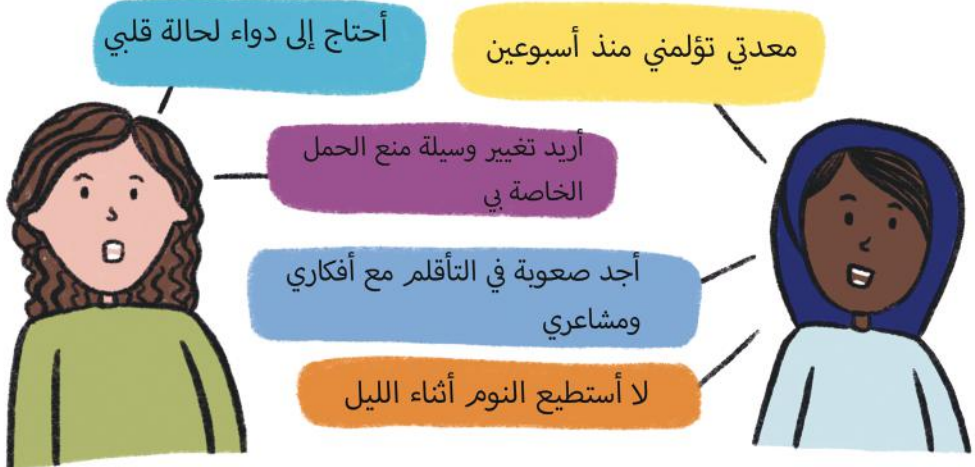 معدتي تؤلمني منذ أسبوعين
أحتاج إلى دواء لحالة قلبي
أريد تغيير وسيلة منع الحمل
الخاصة بي
أجد صعوبة في التأقلم مع أفكاري
ومشاعري
لا أستطيع النوم أثناء الليل